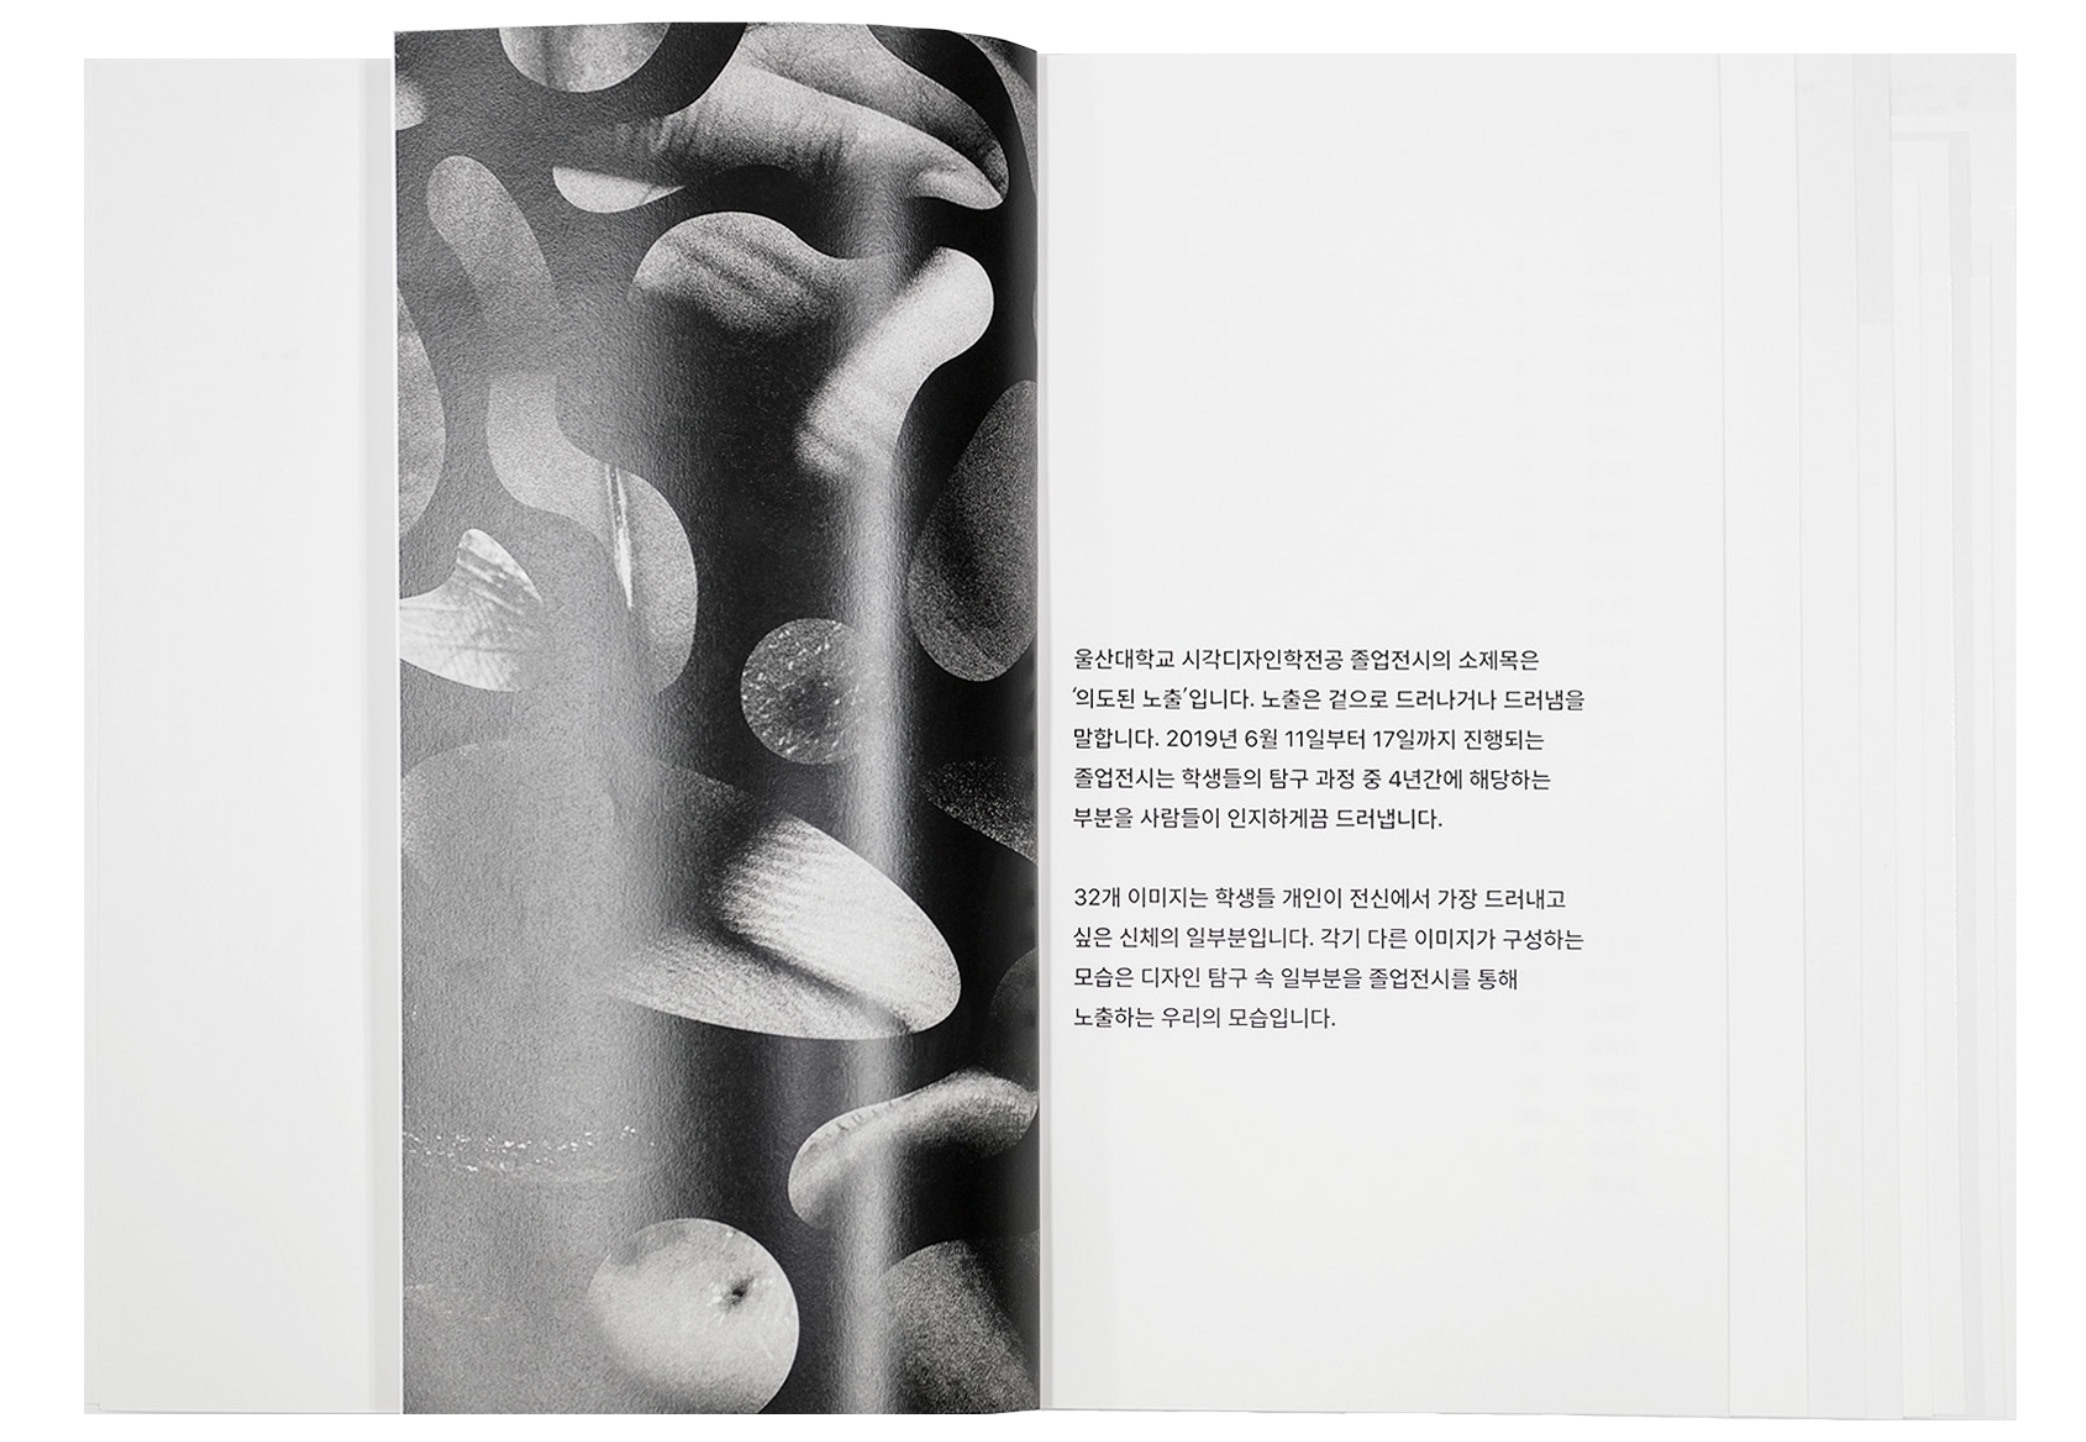 울산대학교 시각디자인학전공 졸업전시의 소제목은
‘의도된 노출’입니다. 노출은 겉으로 드러나거나 드러냄을
말합니다. 2019년 6월 11일부터 17일까지 진행되는
졸업전시는 학생들의 탐구 과정 중 4년간에 해당하는
부분을 사람들이 인지하게끔 드러냅니다.
32개 이미지는 학생들 개인이 전신에서 가장 드러내고
싶은 신체의 일부분입니다. 각기 다른 이미지가 구성하는
모습은 디자인 탐구 속 일부분을 졸업전시를 통해
노출하는 우리의 모습입니다.